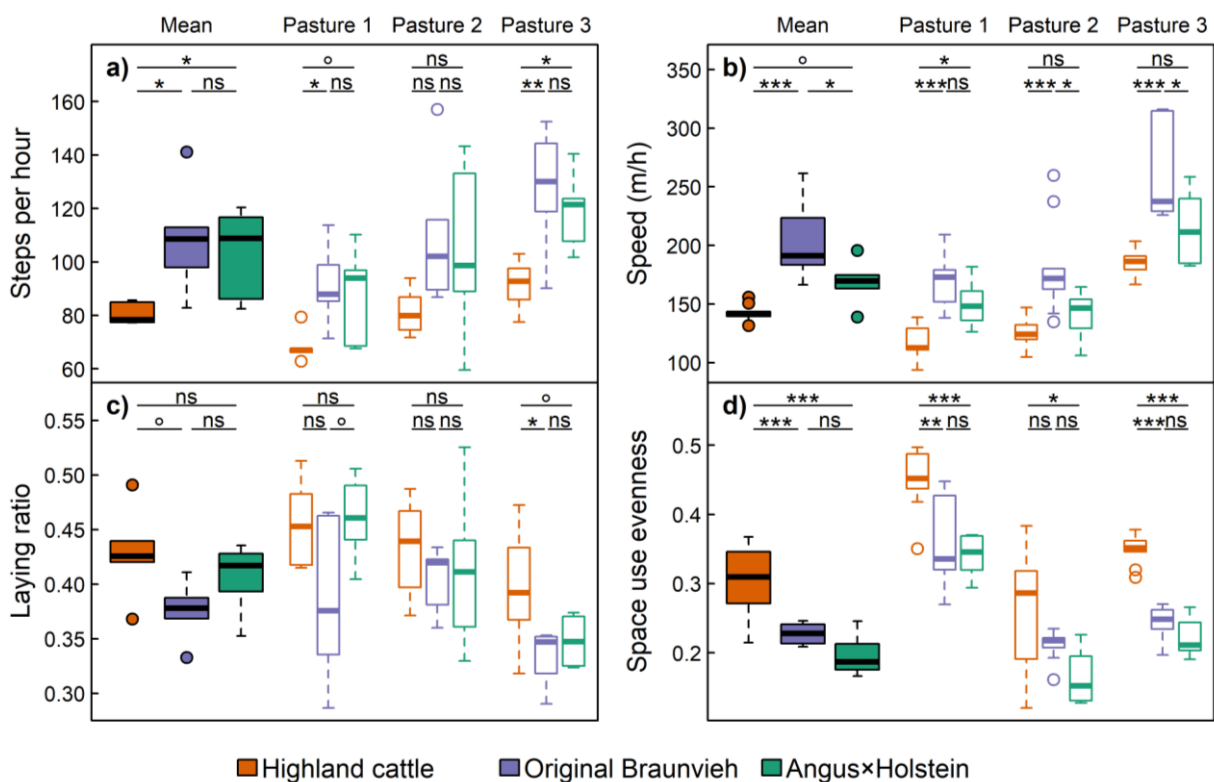 Mean Pasture 1 Pasture 2 Pasture 3 Mean Pasture 1 Pasture 2 Pasture 3
a) * ° ns *
* ns * ns ns ns ** ns
Steps per hour
160
140
120
100
80
60
b) ° * ns ns
*** * *** ns *** * *** *
Speed (m/h)
350
300
250
200
150
100
c) ns ns ns °
° ns ns ° ns ns * ns
Laying ratio
0.55
0.50
0.45
0.40
0.35
0.30
d) *** *** * ***
*** ns ** ns ns ns *** ns
Space use evenness
0.5
0.4
0.3
0.2
Highland cattle Original Braunvieh Angus×Holstein